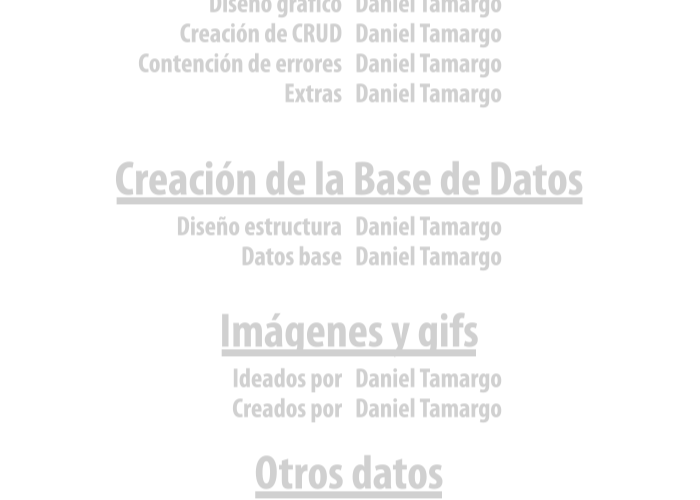 Diseño gráfico Daniel Tamargo
Creación de CRUD Daniel Tamargo
Contención de errores Daniel Tamargo
Extras Daniel Tamargo
Creación de la Base de Datos
Diseño estructura Daniel Tamargo
Datos base Daniel Tamargo
Imágenes y gifs
Ideados por Daniel Tamargo
Creados por Daniel Tamargo
Otros datos